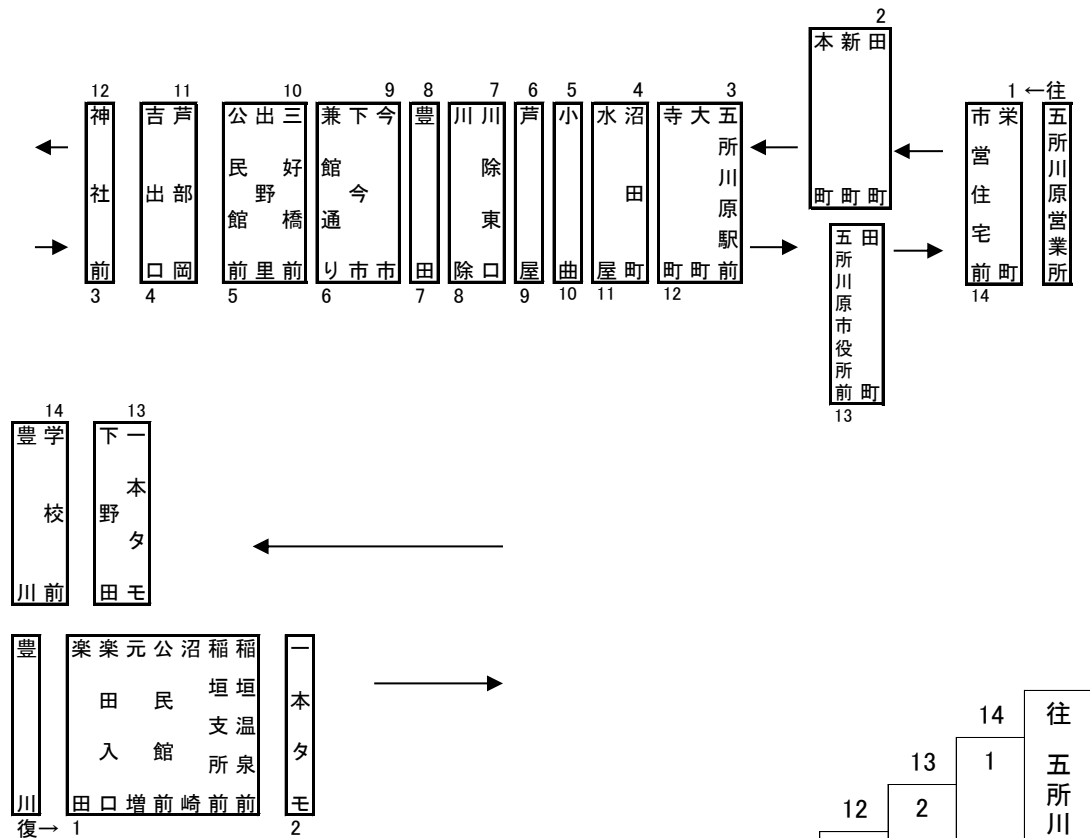 ←往
五所川原営業所
1
栄町
市営住宅前
14
2
田町
新町
本町
田町
五所川原市役所前
13
3
五所川原駅前
大町
寺町
12
4
沼田町
水屋
11
5
小曲
10
6
芦屋
9
7
川除東口
川除
8
8
豊田
7
9
今市
下今市
兼館通り
6
10
三好橋前
出野里
公民館前
5
11
芦部岡
吉出口
4
12
神社前
3
13
一本タモ
下野田
14
学校前
豊川
豊川
復→
楽田
楽田入口
元増
公民館前
沼崎
稲垣支所前
稲垣温泉前
1
一本タモ
2
往
五所川
14
1
13
2
12